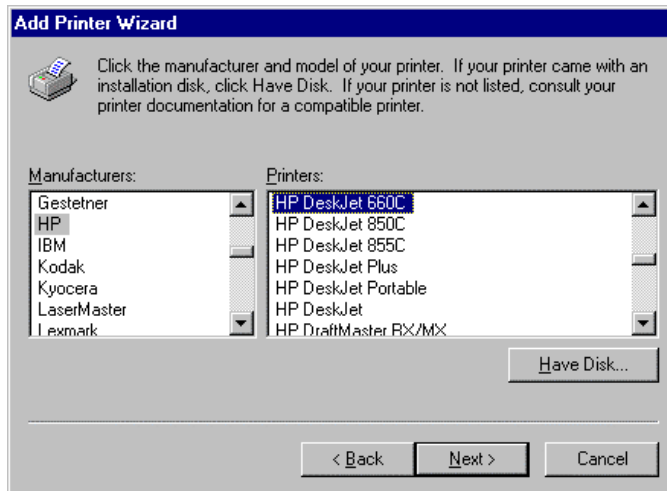 Add Printer Wizard
Click the manufacturer and model of your printer. If your printer came with an
installation disk, click Have Disk. If your printer is not listed, consult your
printer documentation for a compatible printer.
Manufacturers:
Gestetner
HP
IBM
Kodak
Kyocera
LaserMaster
Lexmark
Printers:
HP DeskJet 660C
HP DeskJet 850C
HP DeskJet 855C
HP DeskJet Plus
HP DeskJet Portable
HP DeskJet
HP DraftMaster RX/MX
Have Disk...
< Back
Next >
Cancel